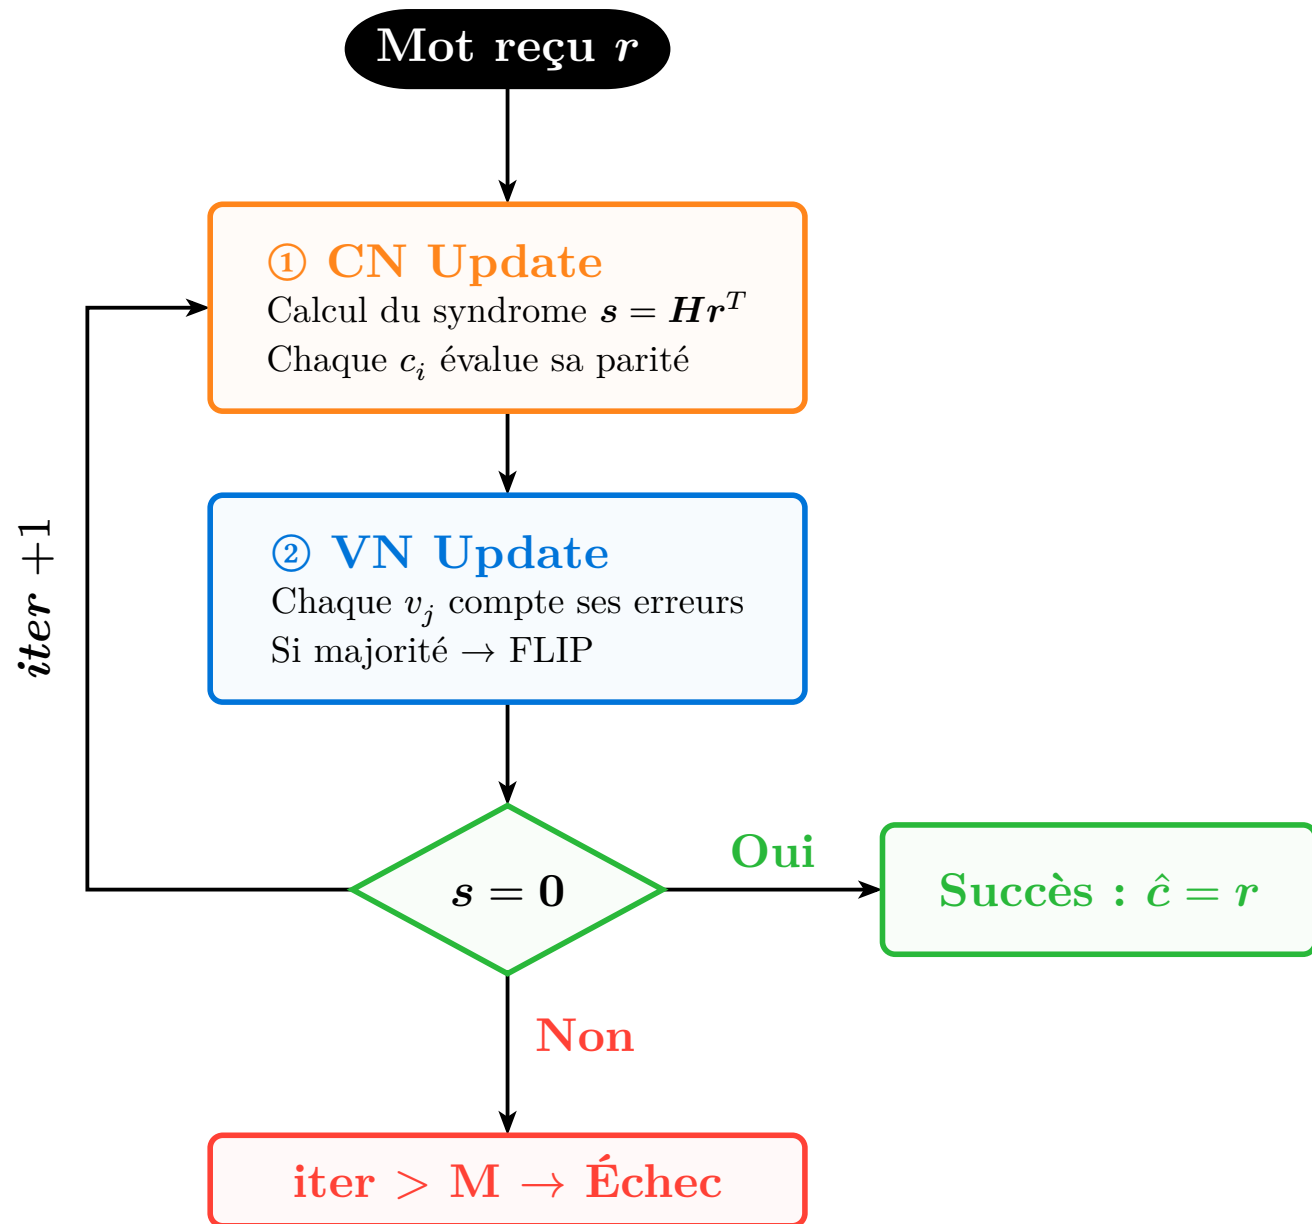 Mot reçu r
① CN Update
Calcul du syndrome s = Hr^T
Chaque c_i évalue sa parité
② VN Update
Chaque v_j compte ses erreurs
Si majorité → FLIP
iter +1
s = 0
Oui
Succès : ĉ = r
Non
iter > M → Échec